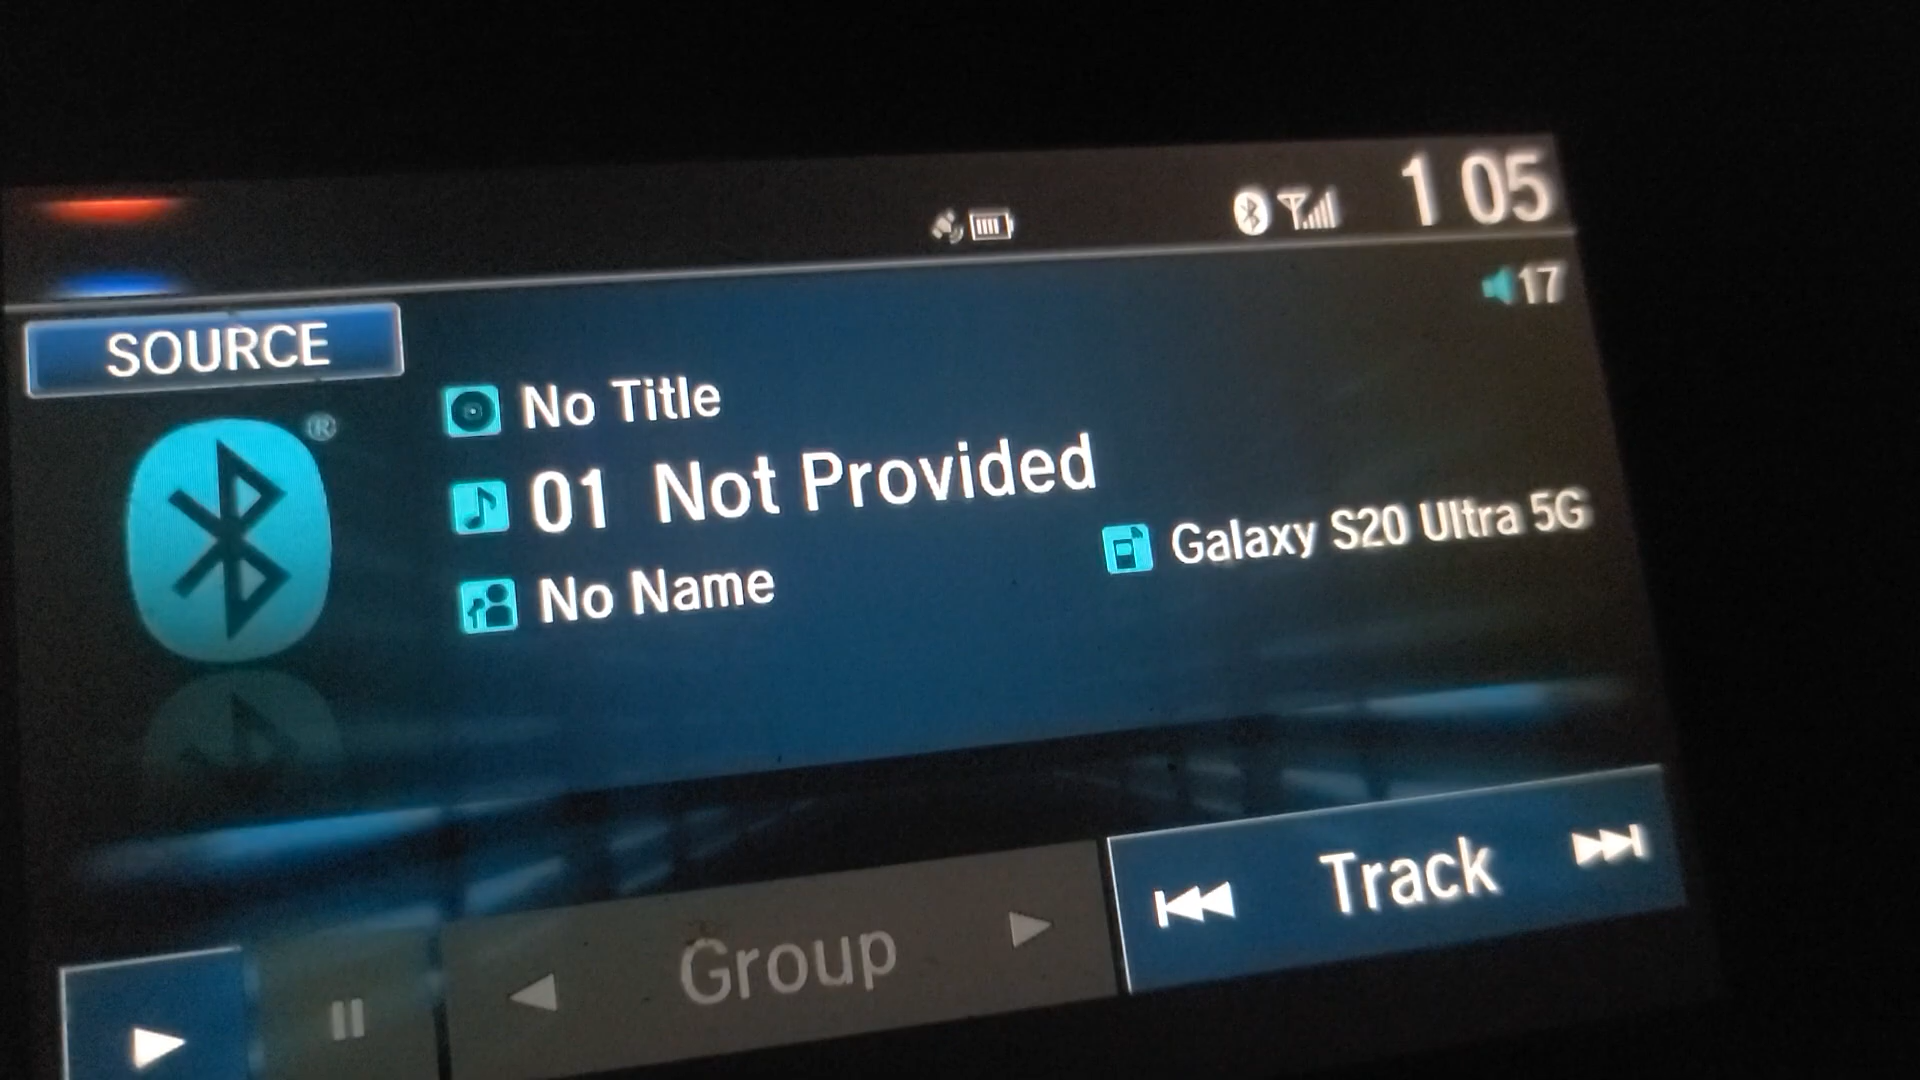 1 05
17
SOURCE
®
No Title
01 Not Provided
Galaxy S20 Ultra 5G
No Name
Group
Track